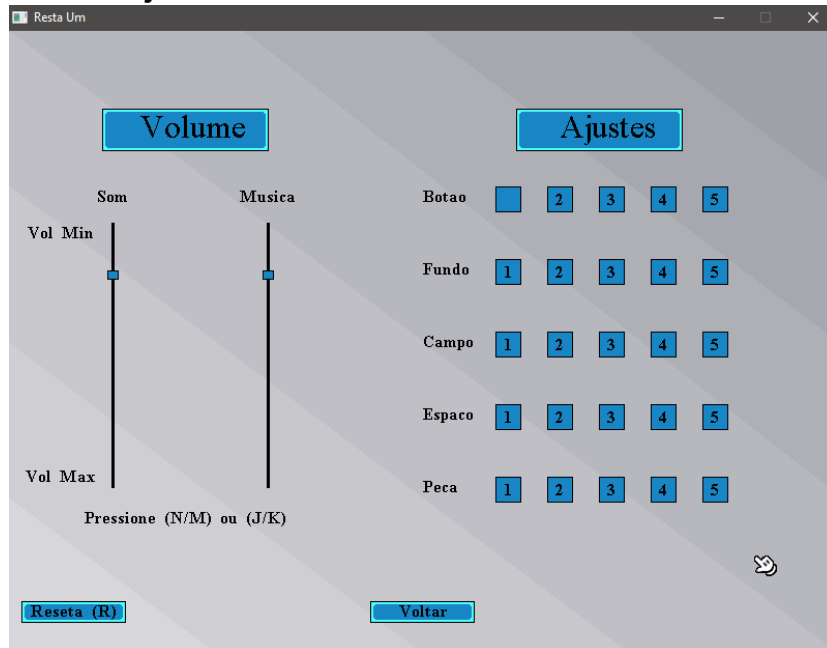 Resta Um
Volume
Ajustes
Som Musica
Vol Min
Vol Max
Pressione (N/M) ou (J/K)
Botao 2 3 4 5
Fundo 1 2 3 4 5
Campo 1 2 3 4 5
Espaco 1 2 3 4 5
Peca 1 2 3 4 5
Reseta (R)
Voltar